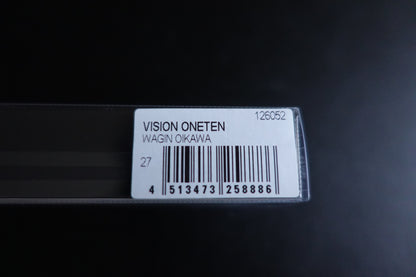 126052
VISION ONETEN
WAGIN OIKAWA
27
4 513473 258886